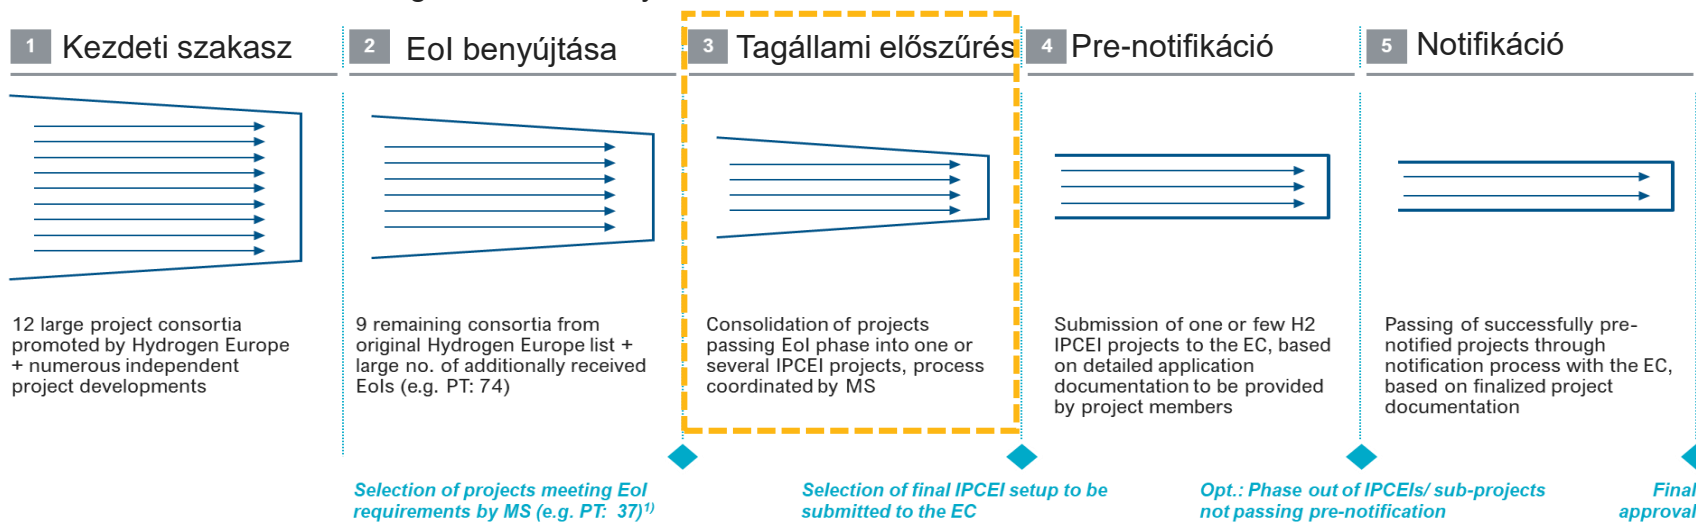 1 Kezdeti szakasz
2 EoI benyújtása
3 Tagállami előszűrés
4 Pre-notifikáció
5 Notifikáció
12 large project consortia
promoted by Hydrogen Europe
+ numerous independent
project developments
9 remaining consortia from
original Hydrogen Europe list +
large no. of additionally received
EoIs (e.g. PT: 74)
Consolidation of projects
passing EoI phase into one or
several IPCEI projects, process
coordinated by MS
Submission of one or few H2
IPCEI projects to the EC, based
on detailed application
documentation to be provided
by project members
Passing of successfully pre-
notified projects through
notification process with the EC,
based on finalized project
documentation
Selection of projects meeting EoI
requirements by MS (e.g. PT: 37)1)
Selection of final IPCEI setup to be
submitted to the EC
Opt.: Phase out of IPCEIs/ sub-projects
not passing pre-notification
Final
approval